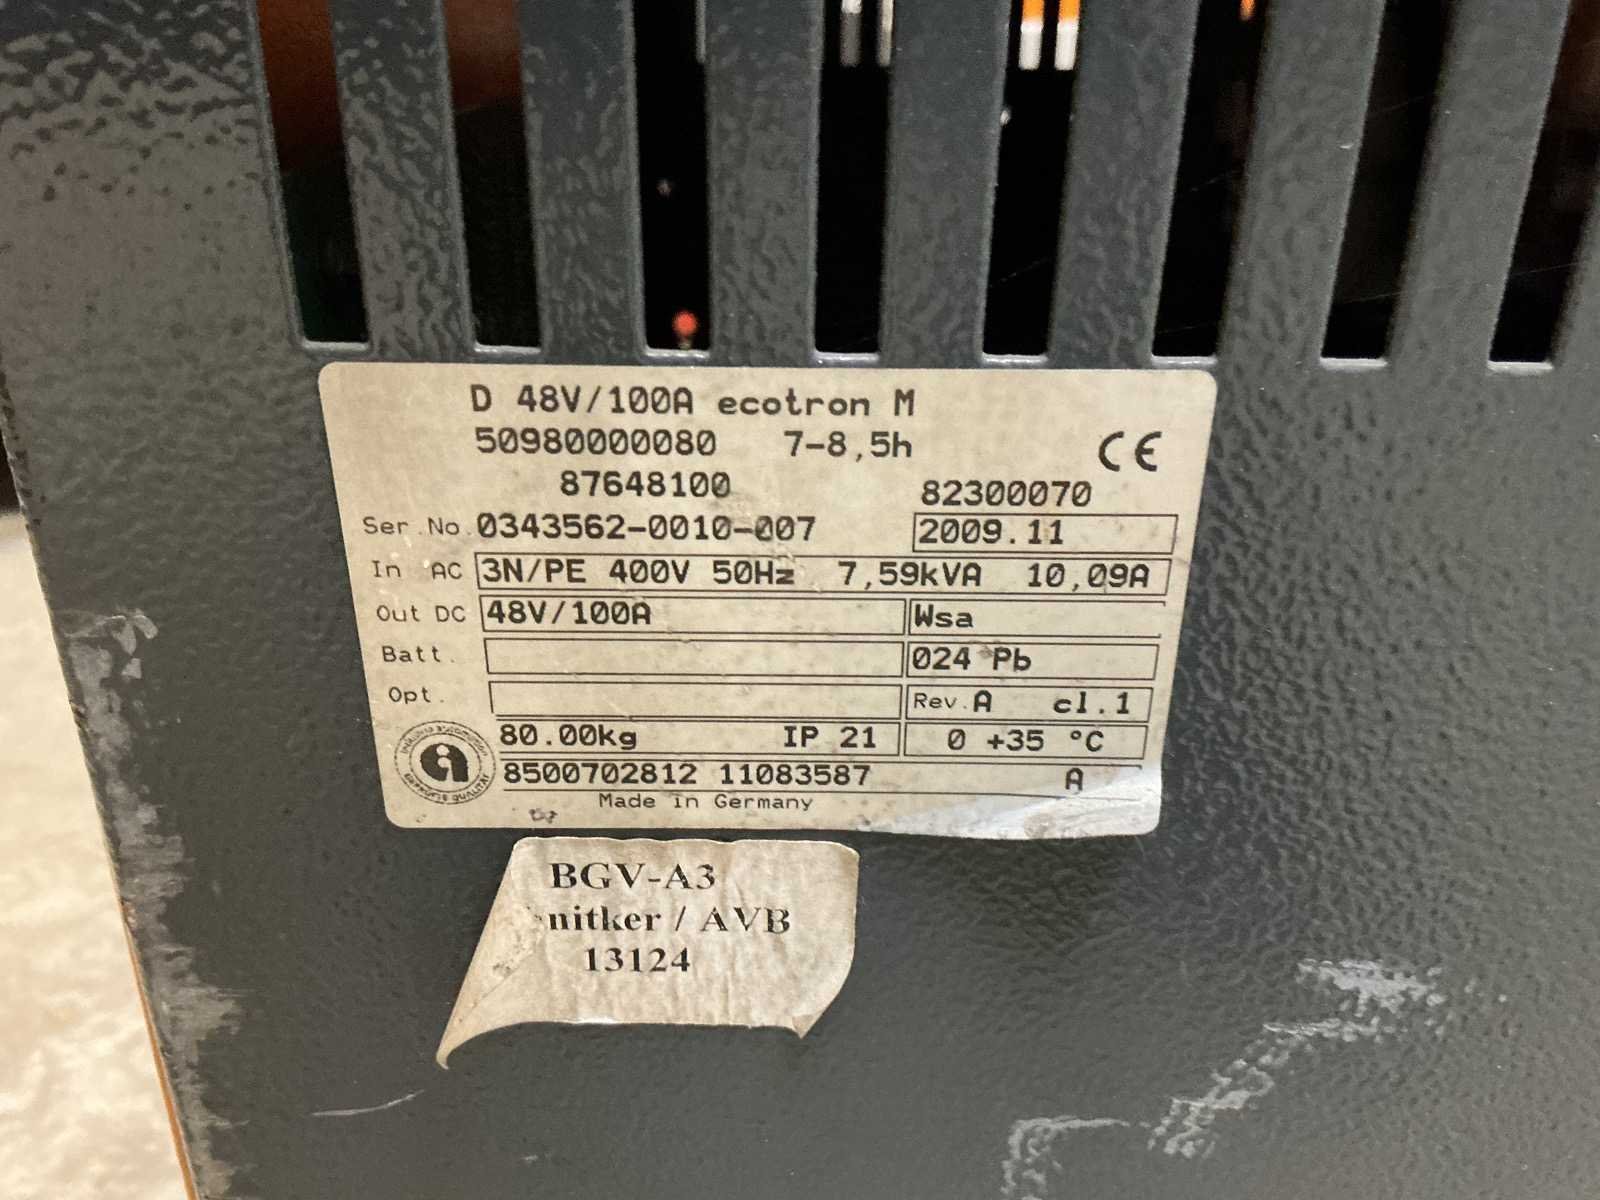 D 48V/100A ecotron M
50980000080 7-8,5h CE
87648100 82300070
Ser.No. 0343562-0010-007 2009.11
In AC 3N/PE 400V 50Hz 7,59kVA 10,09A
Out DC 48V/100A Wsa
Batt. 024 Pb
Opt. Rev. A cl.1
80.00kg IP 21 0 +35 °C
8500702812 11083587 A
Made in Germany
BGV-A3
nitker / AVB
13124